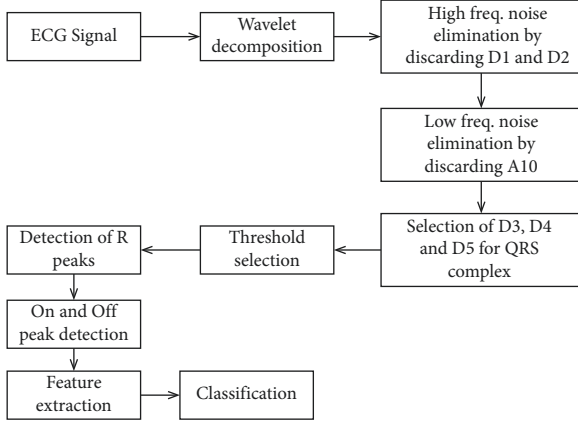 ECG Signal
Wavelet
decomposition
High freq. noise
elimination by
discarding D1 and D2
Low freq. noise
elimination by
discarding A10
Selection of D3, D4
and D5 for QRS
complex
Threshold
selection
Detection of R
peaks
On and Off
peak detection
Feature
extraction
Classification